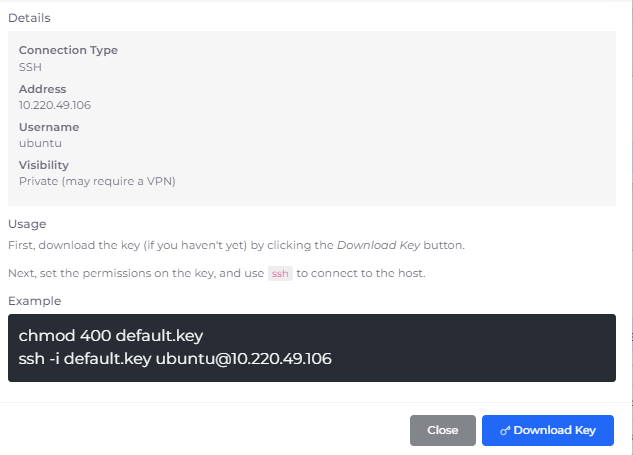 Details
Connection Type
SSH
Address
10.220.49.106
Username
ubuntu
Visibility
Private (may require a VPN)
Usage
First, download the key (if you haven't yet) by clicking the Download Key button.
Next, set the permissions on the key, and use ssh to connect to the host.
Example
chmod 400 default.key
ssh -i default.key ubuntu@10.220.49.106
Close
Download Key